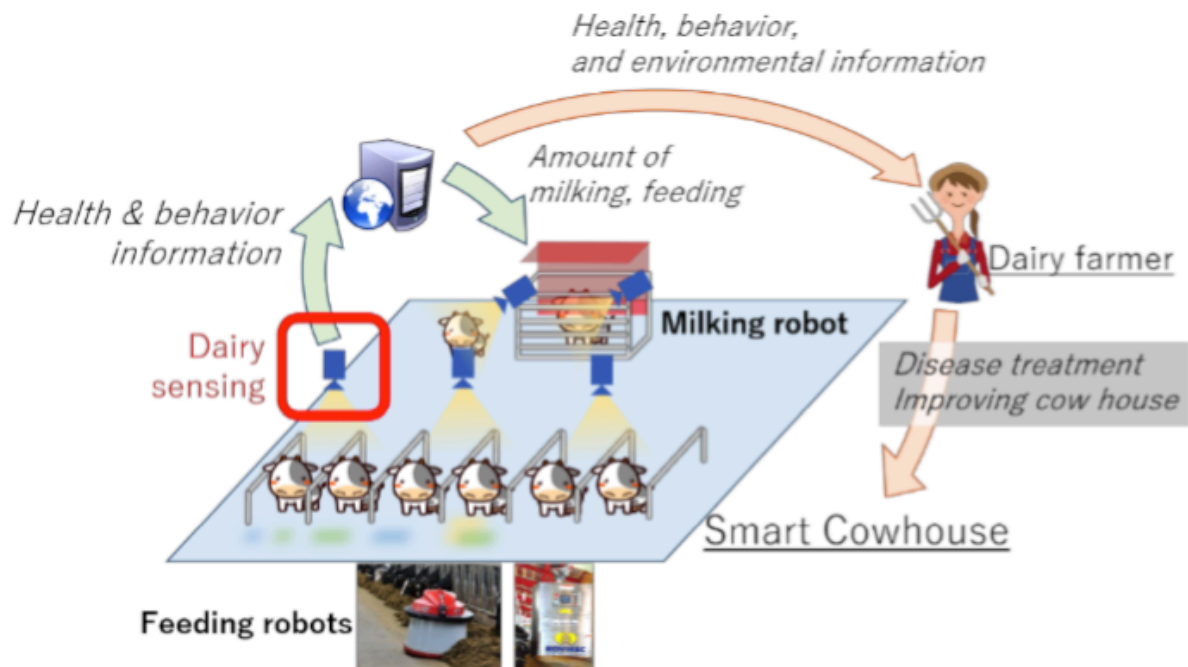 Health, behavior,
and environmental information
Amount of
milking, feeding
Health & behavior
information
Dairy farmer
Milking robot
Dairy
sensing
Disease treatment
Improving cow house
Smart Cowhouse
Feeding robots